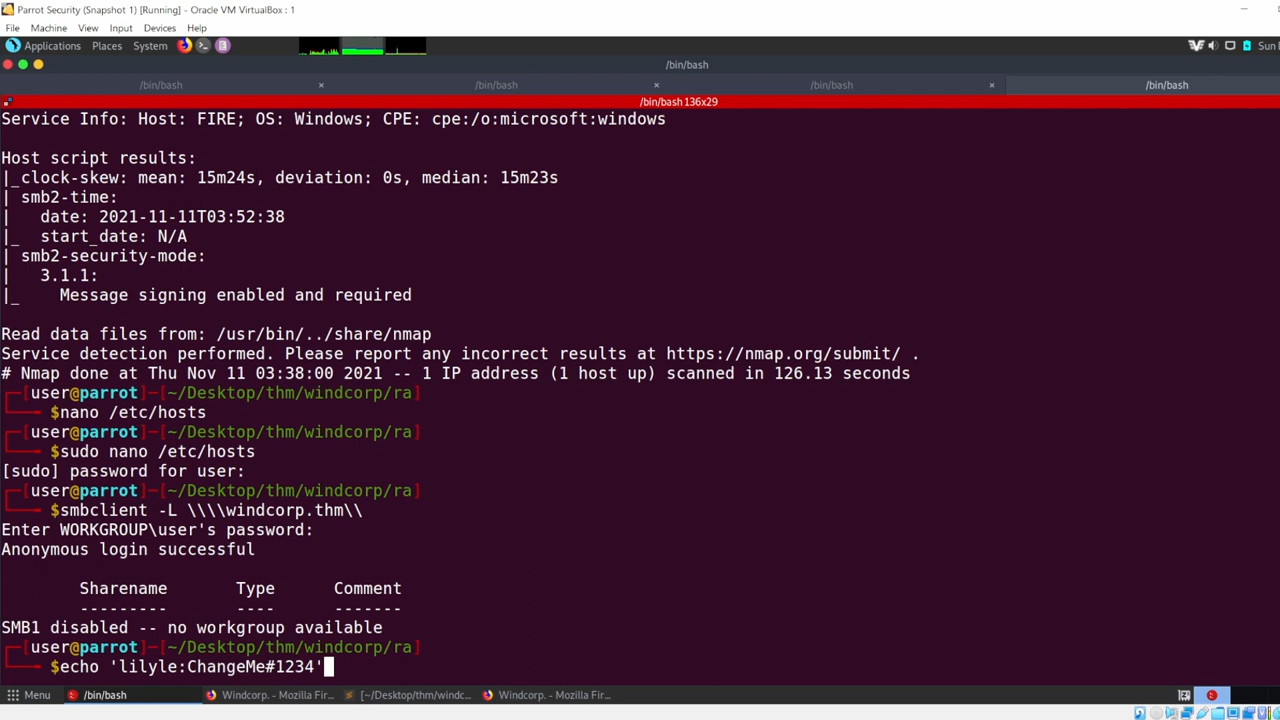 Parrot Security (Snapshot 1) [Running] - Oracle VM VirtualBox : 1
File Machine View Input Devices Help
Applications Places System Sun
/bin/bash
/bin/bash × /bin/bash × /bin/bash × /bin/bash
/bin/bash 136x29
Service Info: Host: FIRE; OS: Windows; CPE: cpe:/o:microsoft:windows
Host script results:
|_clock-skew: mean: 15m24s, deviation: 0s, median: 15m23s
| smb2-time:
|   date: 2021-11-11T03:52:38
|_  start_date: N/A
| smb2-security-mode:
|   3.1.1:
|_    Message signing enabled and required
Read data files from: /usr/bin/../share/nmap
Service detection performed. Please report any incorrect results at https://nmap.org/submit/ .
# Nmap done at Thu Nov 11 03:38:00 2021 -- 1 IP address (1 host up) scanned in 126.13 seconds
┌─[user@parrot]─[~/Desktop/thm/windcorp/ra]
└──╼ $nano /etc/hosts
┌─[user@parrot]─[~/Desktop/thm/windcorp/ra]
└──╼ $sudo nano /etc/hosts
[sudo] password for user:
┌─[user@parrot]─[~/Desktop/thm/windcorp/ra]
└──╼ $smbclient -L \\\\windcorp.thm\\
Enter WORKGROUP\user's password:
Anonymous login successful
Sharename       Type      Comment
---------       ----      -------
SMB1 disabled -- no workgroup available
┌─[user@parrot]─[~/Desktop/thm/windcorp/ra]
└──╼ $echo 'lilyle:ChangeMe#1234'
Menu /bin/bash Windcorp. - Mozilla Fir... [~/Desktop/thm/windc... Windcorp. - Mozilla Fir...